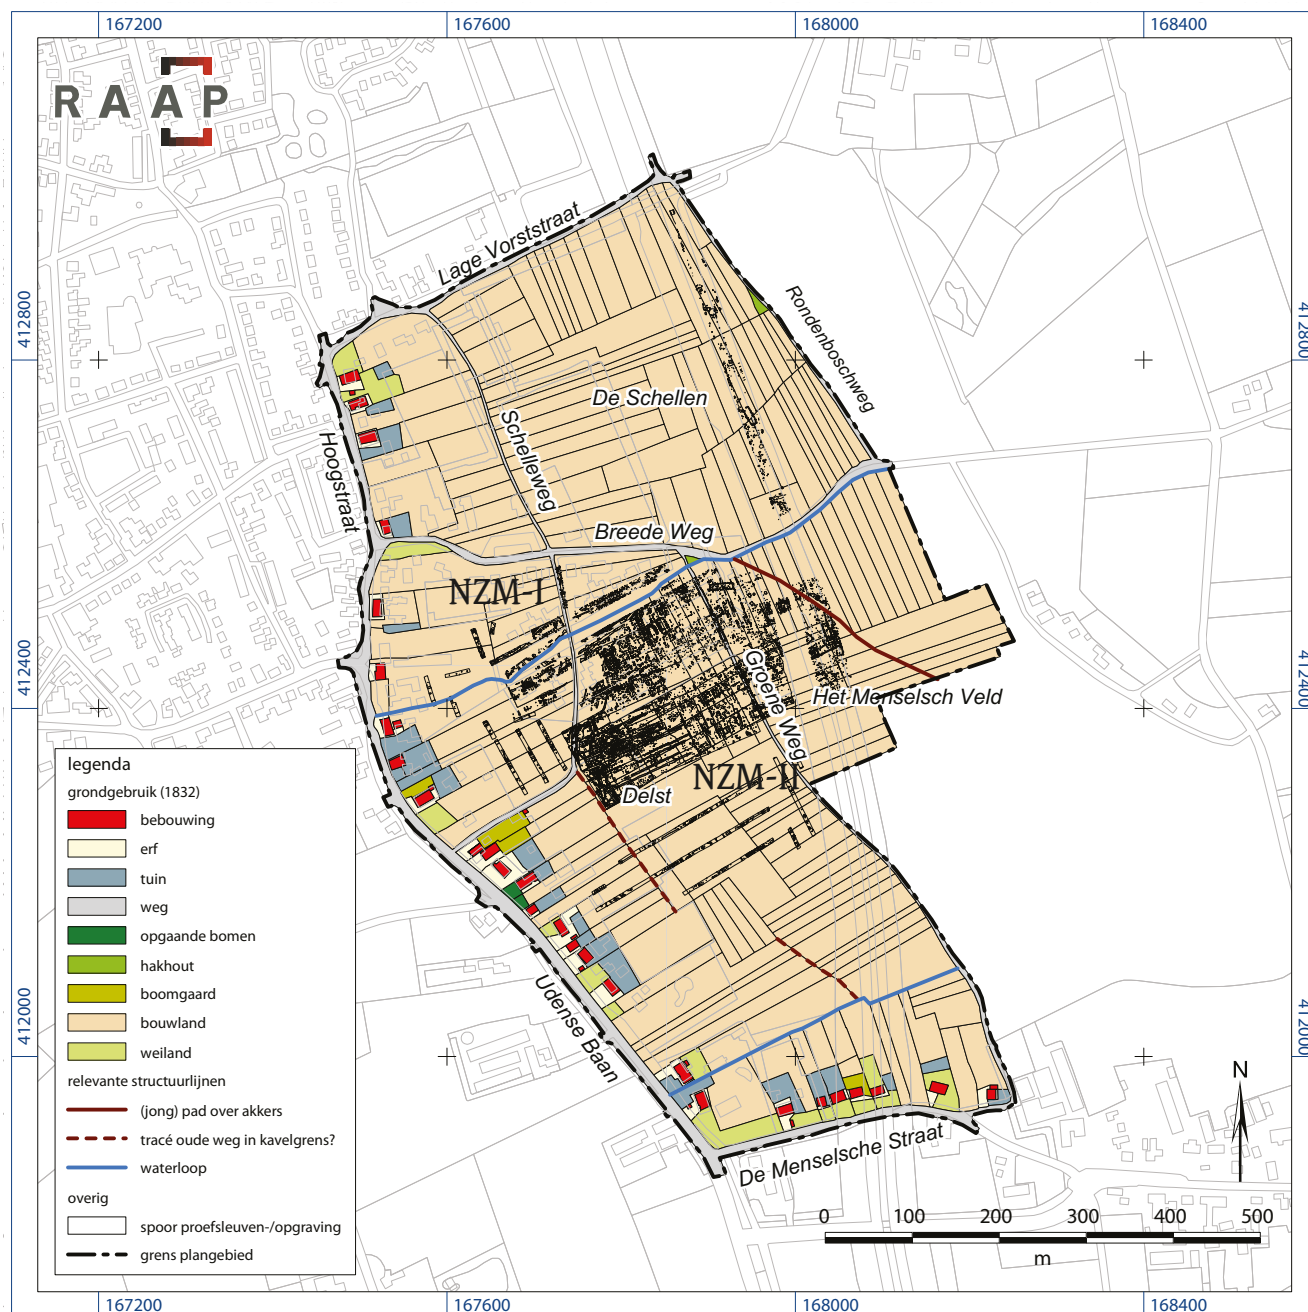 167200
167600
168000
168400
RAAP
Lage Vorststraat
412800
412800
Rondenboschweg
De Schellen
Schelleweg
Hoogstraat
Breede Weg
NZM-I
412400
412400
Groene Weg
Het Menselsch Veld
NZM-II
Delst
legenda
grondgebruik (1832)
bebouwing
erf
tuin
weg
opgaande bomen
hakhout
boomgaard
bouwland
weiland
relevante structuurlijnen
(jong) pad over akkers
tracé oude weg in kavelgrens?
waterloop
overig
spoor proefsleuven-/opgraving
grens plangebied
412000
412000
Udense Baan
De Menselsche Straat
N
0 100 200 300 400 500
m
167200
167600
168000
168400